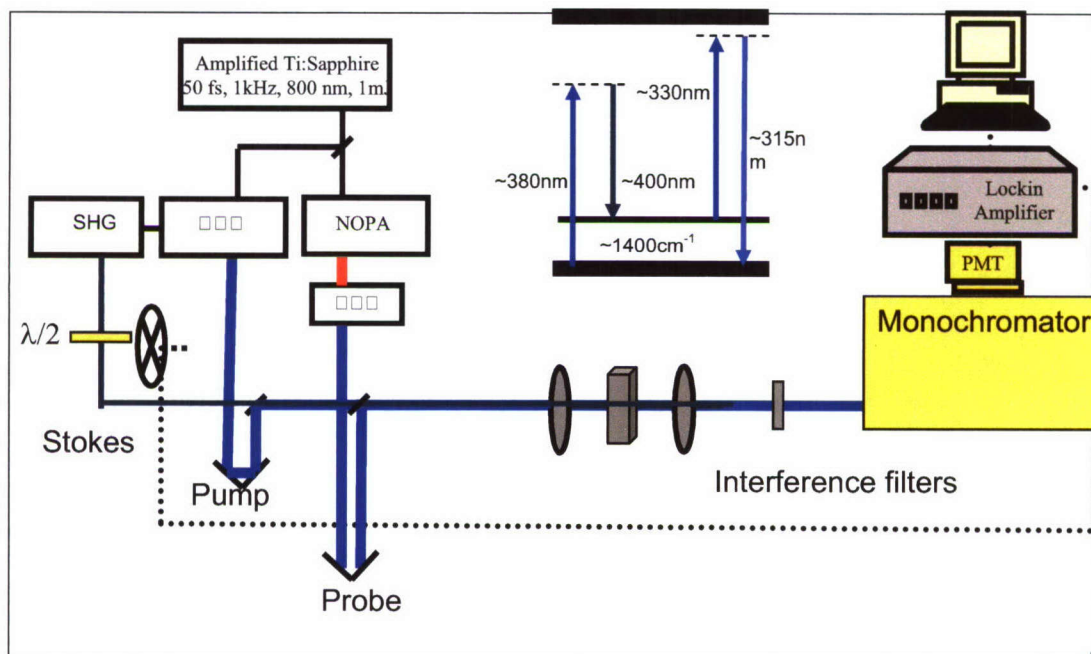 Amplified Ti:Sapphire
50 fs, 1kHz, 800 nm, 1mJ
SHG
□□□
NOPA
□□□
λ/2
Stokes
Pump
Probe
~380nm
~400nm
~330nm
~315n
m
~1400cm⁻¹
Lockin
Amplifier
PMT
Monochromator
Interference filters